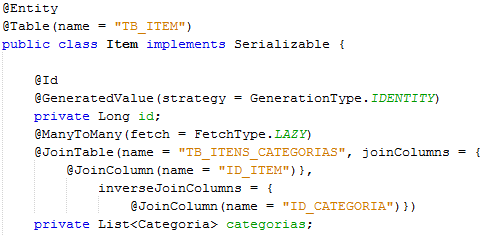 @Entity
@Table(name = "TB_ITEM")
public class Item implements Serializable {
@Id
@GeneratedValue(strategy = GenerationType.IDENTITY)
private Long id;
@ManyToMany(fetch = FetchType.LAZY)
@JoinTable(name = "TB_ITENS_CATEGORIAS", joinColumns = {
@JoinColumn(name = "ID_ITEM")},
inverseJoinColumns = {
@JoinColumn(name = "ID_CATEGORIA")})
private List<Categoria> categorias;